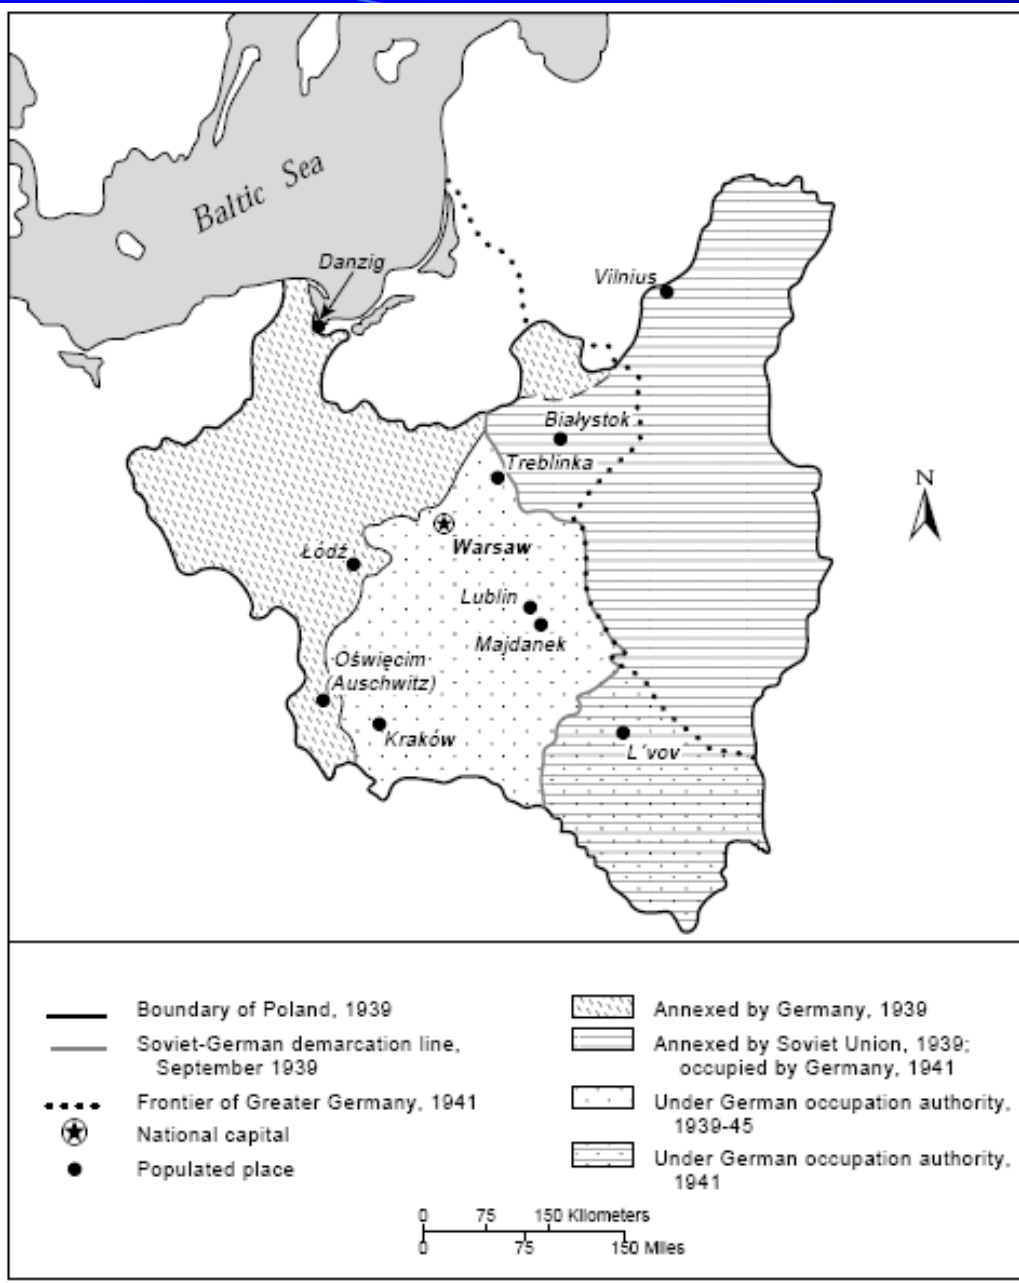 Baltic Sea
Danzig
Vilnius
Białystok
Treblinka
N
Warsaw
Łódź
Lublin
Majdanek
Oświęcim
(Auschwitz)
Kraków
L'vov
Boundary of Poland, 1939
Soviet-German demarcation line,
September 1939
Frontier of Greater Germany, 1941
National capital
Populated place
Annexed by Germany, 1939
Annexed by Soviet Union, 1939;
occupied by Germany, 1941
Under German occupation authority,
1939-45
Under German occupation authority,
1941
0 75 150 Kilometers
0 75 150 Miles